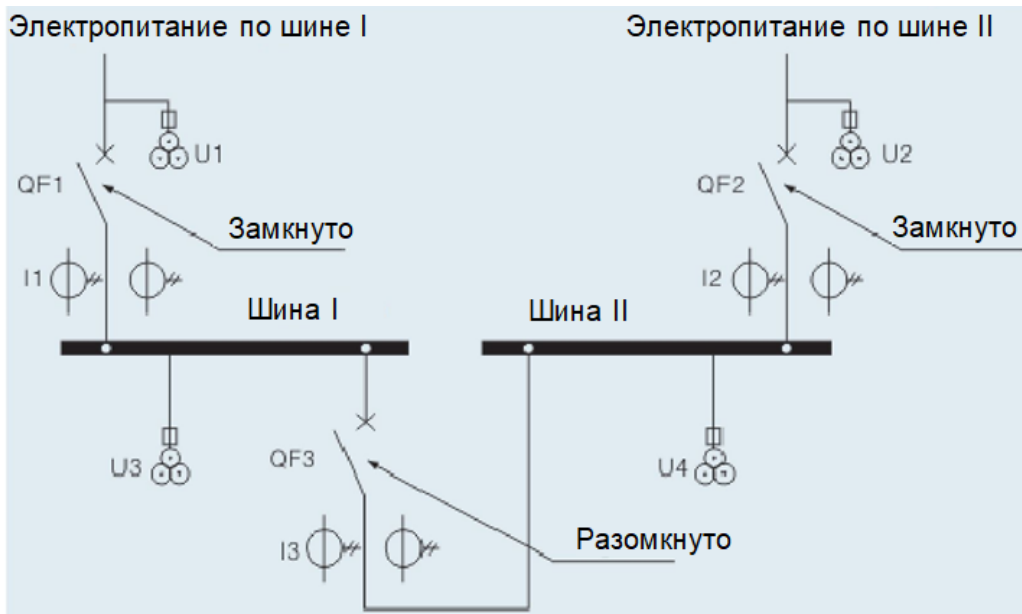 Электропитание по шине I
Электропитание по шине II
U1
U2
QF1
QF2
Замкнуто
Замкнуто
I1
I2
Шина I
Шина II
U3
QF3
U4
I3
Разомкнуто